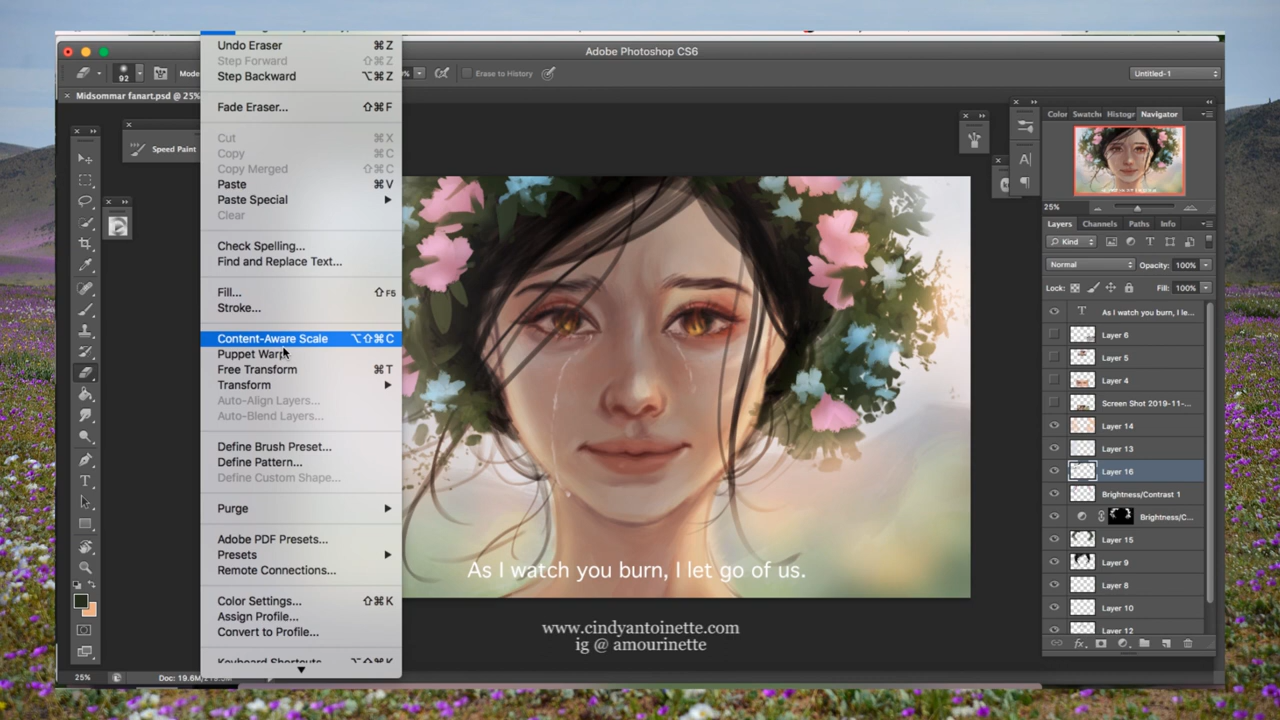 Adobe Photoshop CS6
92
Mode
%
Erase to History
Untitled-1
× Midsommar fanart.psd @ 25%
Speed Paint
Undo Eraser ⌘Z
Step Forward ⇧⌘Z
Step Backward ⌥⌘Z
Fade Eraser... ⇧⌘F
Cut ⌘X
Copy ⌘C
Copy Merged ⇧⌘C
Paste ⌘V
Paste Special
Clear
Check Spelling...
Find and Replace Text...
Fill... ⇧F5
Stroke...
Content-Aware Scale ⌥⇧⌘C
Puppet Warp
Free Transform ⌘T
Transform
Auto-Align Layers...
Auto-Blend Layers...
Define Brush Preset...
Define Pattern...
Define Custom Shape...
Purge
Adobe PDF Presets...
Presets
Remote Connections...
Color Settings... ⇧⌘K
Assign Profile...
Convert to Profile...
Keyboard Shortcuts ⌥⇧⌘K
As I watch you burn, I let go of us.
www.cindyantoinette.com
ig @ amourinette
25%
Doc: 19.6M/
Color Swatche Histogr Navigator
25%
Layers Channels Paths Info
Kind
Normal Opacity: 100%
Lock: Fill: 100%
T As I watch you burn, I le...
Layer 6
Layer 5
Layer 4
Screen Shot 2019-11-...
Layer 14
Layer 13
Layer 16
Brightness/Contrast 1
Brightness/C...
Layer 15
Layer 9
Layer 8
Layer 10
Layer 12
fx